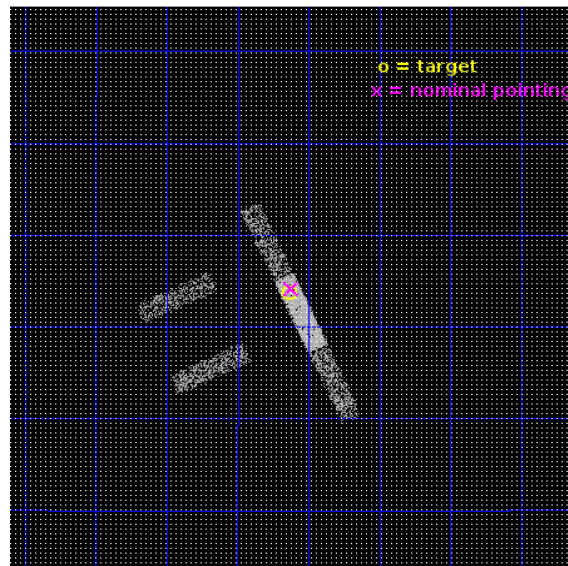 o = target
x = nominal pointing